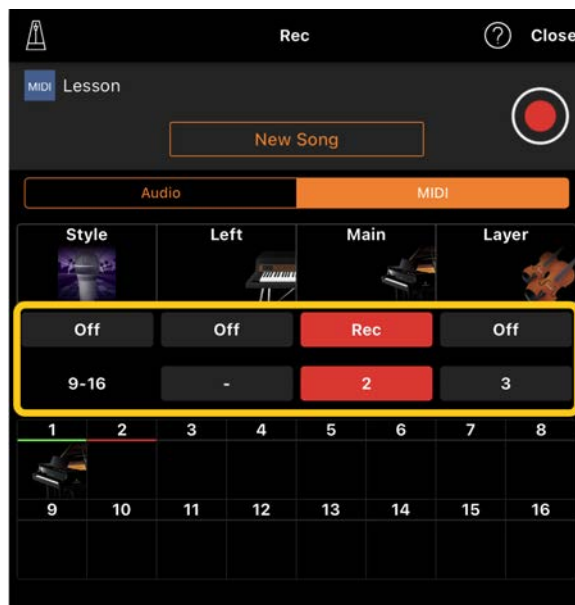 Rec
? Close
MIDI Lesson
New Song
Audio MIDI
Style Left Main Layer
Off Off Rec Off
9-16 - 2 3
1 2 3 4 5 6 7 8
9 10 11 12 13 14 15 16